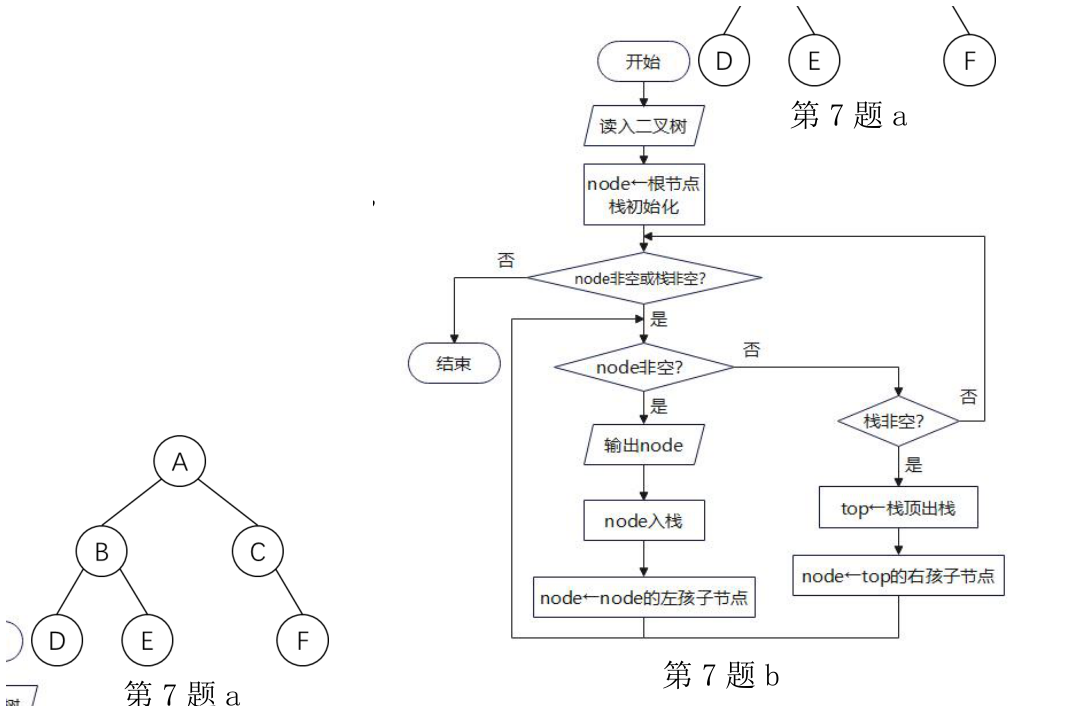 开始
D E F
第 7 题 a
读入二叉树
node←根节点
栈初始化
否
node非空或栈非空?
是
结束
node非空?
否
是
栈非空?
否
输出node
是
top←栈顶出栈
node入栈
node←top的右孩子节点
node←node的左孩子节点
第 7 题 b
A
B C
D E F
第 7 题 a